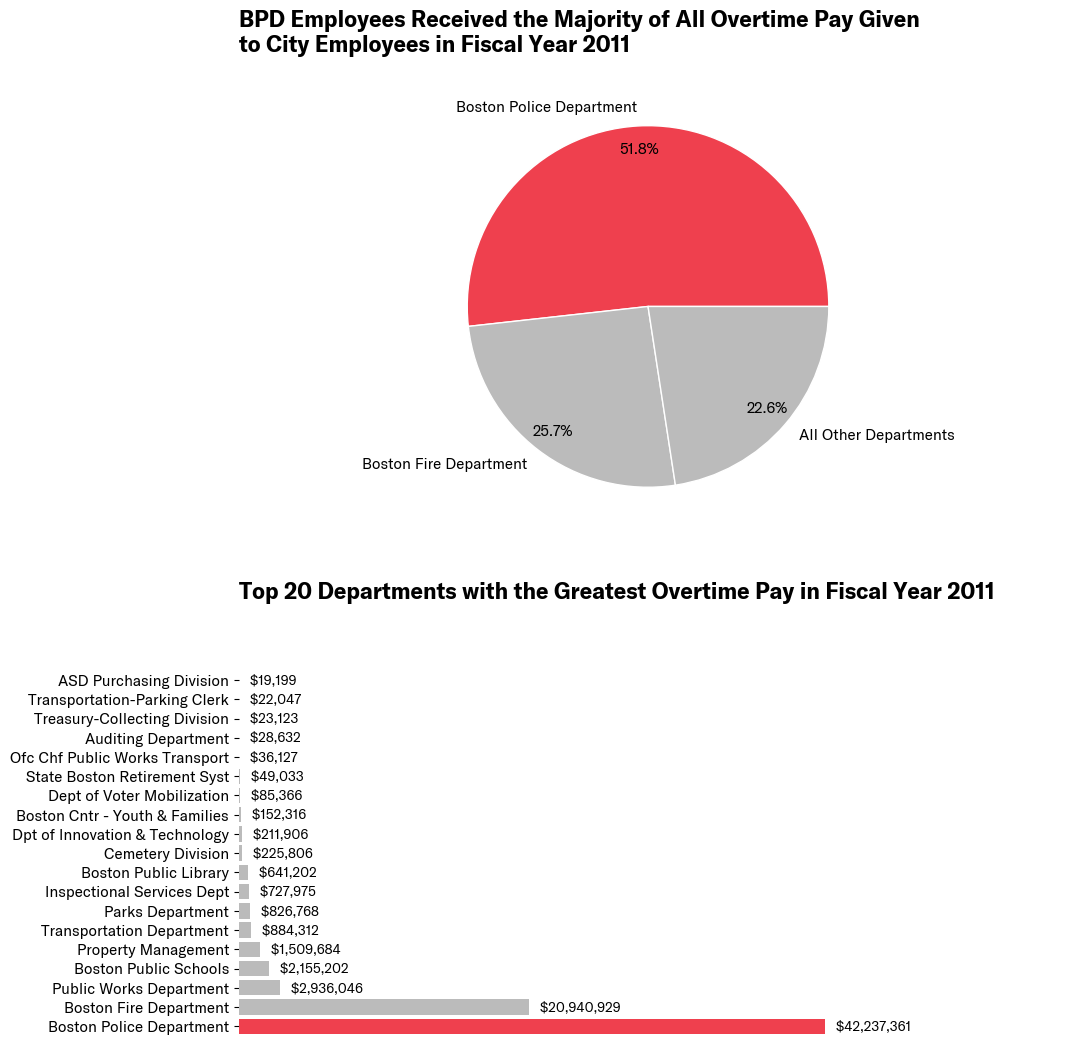 BPD Employees Received the Majority of All Overtime Pay Given
to City Employees in Fiscal Year 2011
Boston Police Department
51.8%
22.6%
25.7%
All Other Departments
Boston Fire Department
Top 20 Departments with the Greatest Overtime Pay in Fiscal Year 2011
ASD Purchasing Division $19,199
Transportation-Parking Clerk $22,047
Treasury-Collecting Division $23,123
Auditing Department $28,632
Ofc Chf Public Works Transport $36,127
State Boston Retirement Syst $49,033
Dept of Voter Mobilization $85,366
Boston Cntr - Youth & Families $152,316
Dpt of Innovation & Technology $211,906
Cemetery Division $225,806
Boston Public Library $641,202
Inspectional Services Dept $727,975
Parks Department $826,768
Transportation Department $884,312
Property Management $1,509,684
Boston Public Schools $2,155,202
Public Works Department $2,936,046
Boston Fire Department $20,940,929
Boston Police Department $42,237,361